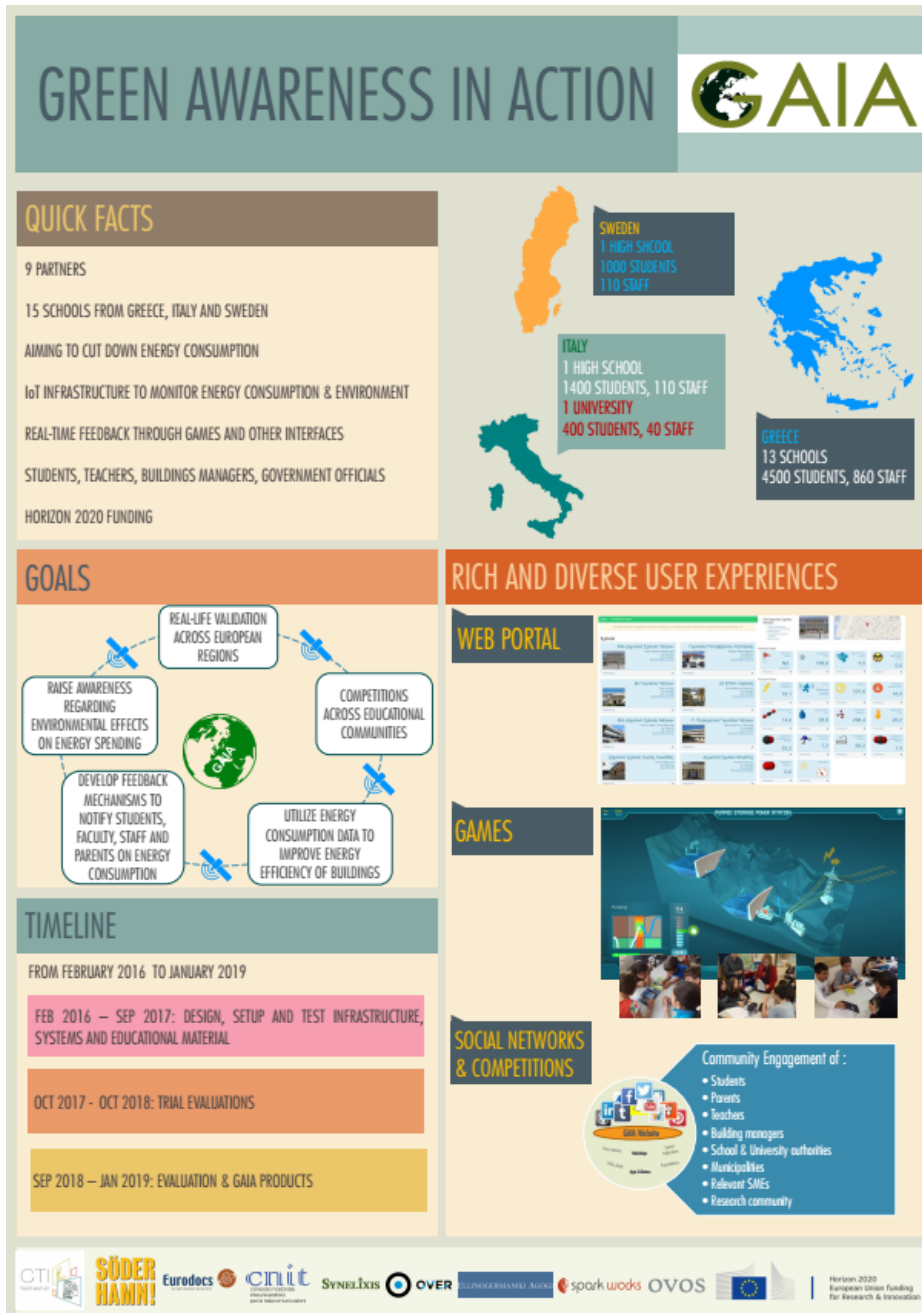 GREEN AWARENESS IN ACTION
GAIA
QUICK FACTS
9 PARTNERS
15 SCHOOLS FROM GREECE, ITALY AND SWEDEN
AIMING TO CUT DOWN ENERGY CONSUMPTION
IoT INFRASTRUCTURE TO MONITOR ENERGY CONSUMPTION & ENVIRONMENT
REAL-TIME FEEDBACK THROUGH GAMES AND OTHER INTERFACES
STUDENTS, TEACHERS, BUILDINGS MANAGERS, GOVERNMENT OFFICIALS
HORIZON 2020 FUNDING
SWEDEN
1 HIGH SHCOOL
1000 STUDENTS
110 STAFF
ITALY
1 HIGH SCHOOL
1400 STUDENTS, 110 STAFF
1 UNIVERSITY
400 STUDENTS, 40 STAFF
GREECE
13 SCHOOLS
4500 STUDENTS, 860 STAFF
GOALS
REAL-LIFE VALIDATION
ACROSS EUROPEAN
REGIONS
COMPETITIONS
ACROSS EDUCATIONAL
COMMUNITIES
UTILIZE ENERGY
CONSUMPTION DATA TO
IMPROVE ENERGY
EFFICIENCY OF BUILDINGS
DEVELOP FEEDBACK
MECHANISMS TO
NOTIFY STUDENTS,
FACULTY, STAFF AND
PARENTS ON ENERGY
CONSUMPTION
RAISE AWARENESS
REGARDING
ENVIRONMENTAL EFFECTS
ON ENERGY SPENDING
GAIA
TIMELINE
FROM FEBRUARY 2016 TO JANUARY 2019
FEB 2016 – SEP 2017: DESIGN, SETUP AND TEST INFRASTRUCTURE,
SYSTEMS AND EDUCATIONAL MATERIAL
OCT 2017 - OCT 2018: TRIAL EVALUATIONS
SEP 2018 – JAN 2019: EVALUATION & GAIA PRODUCTS
RICH AND DIVERSE USER EXPERIENCES
WEB PORTAL
GAMES
PUMPED STORAGE POWER STATION
SOCIAL NETWORKS
& COMPETITIONS
GAIA Website
Community Engagement of :
• Students
• Parents
• Teachers
• Building managers
• School & University authorities
• Municipalities
• Relevant SMEs
• Research community
CTI
SÖDER
HAMN!
Eurodocs
cnit
SYNELIXIS
OVER
ELLINOGERMANIKI AGOGI
spark works
OVOS
Horizon 2020
European Union funding
for Research & Innovation